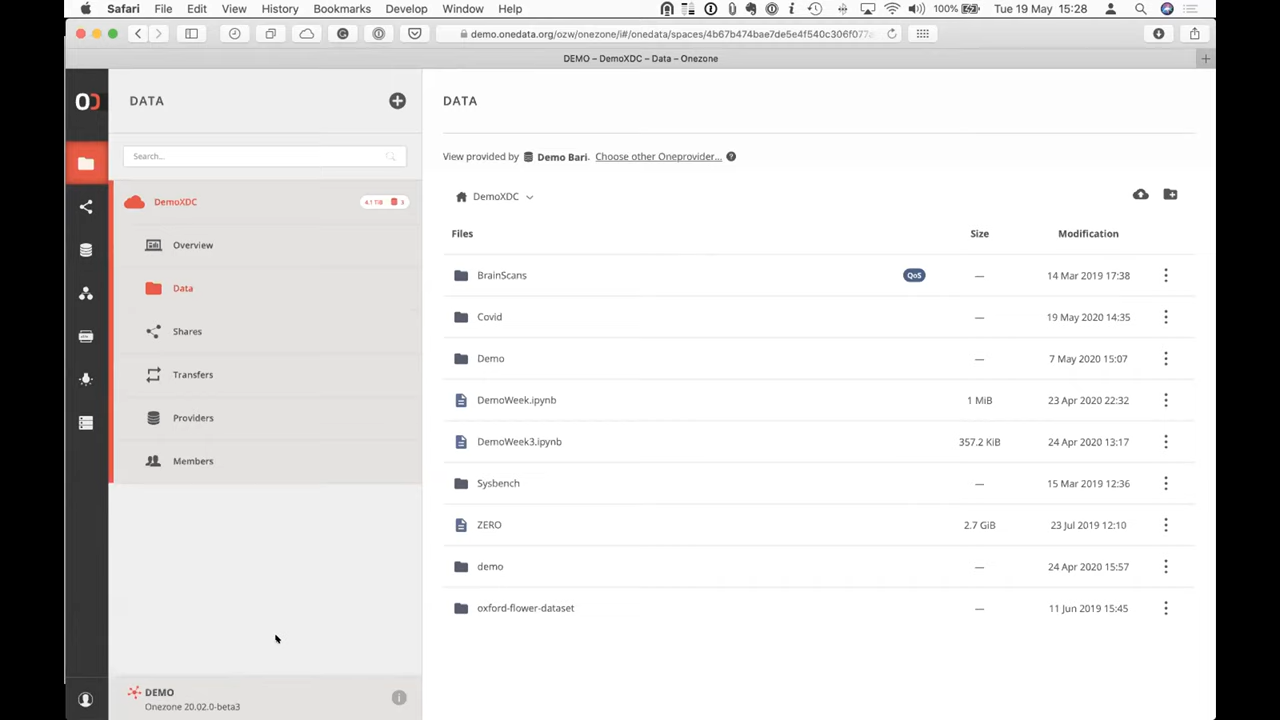 Safari File Edit View History Bookmarks Develop Window Help 100% Tue 19 May 15:28
demo.onedata.org/ozw/onezone/i#/onedata/spaces/4b67b474bae7de5e4f540c306f077a
DEMO – DemoXDC – Data – Onezone
DATA
Search...
DemoXDC 4.1 TiB 3
Overview
Data
Shares
Transfers
Providers
Members
DEMO
Onezone 20.02.0-beta3
DATA
View provided by Demo Bari. Choose other Oneprovider...
DemoXDC
Files Size Modification
BrainScans QoS — 14 Mar 2019 17:38
Covid — 19 May 2020 14:35
Demo — 7 May 2020 15:07
DemoWeek.ipynb 1 MiB 23 Apr 2020 22:32
DemoWeek3.ipynb 357.2 KiB 24 Apr 2020 13:17
Sysbench — 15 Mar 2019 12:36
ZERO 2.7 GiB 23 Jul 2019 12:10
demo — 24 Apr 2020 15:57
oxford-flower-dataset — 11 Jun 2019 15:45